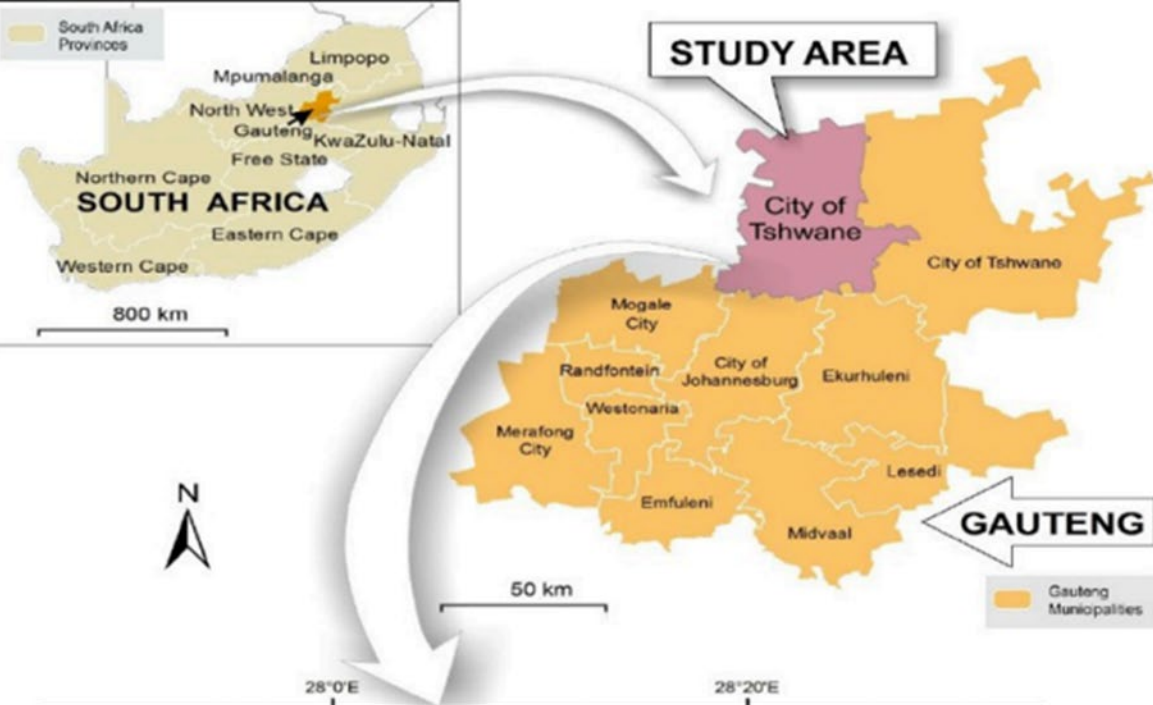 South Africa
Provinces
Limpopo
Mpumalanga
North West
Gauteng
KwaZulu-Natal
Free State
Northern Cape
SOUTH AFRICA
Eastern Cape
Western Cape
800 km
STUDY AREA
City of
Tshwane
City of Tshwane
Mogale
City
Randfontein
City of
Johannesburg
Ekurhuleni
Westonaria
Merafong
City
Lesedi
Emfuleni
Midvaal
GAUTENG
N
50 km
Gauteng
Municipalities
28°0'E
28°20'E